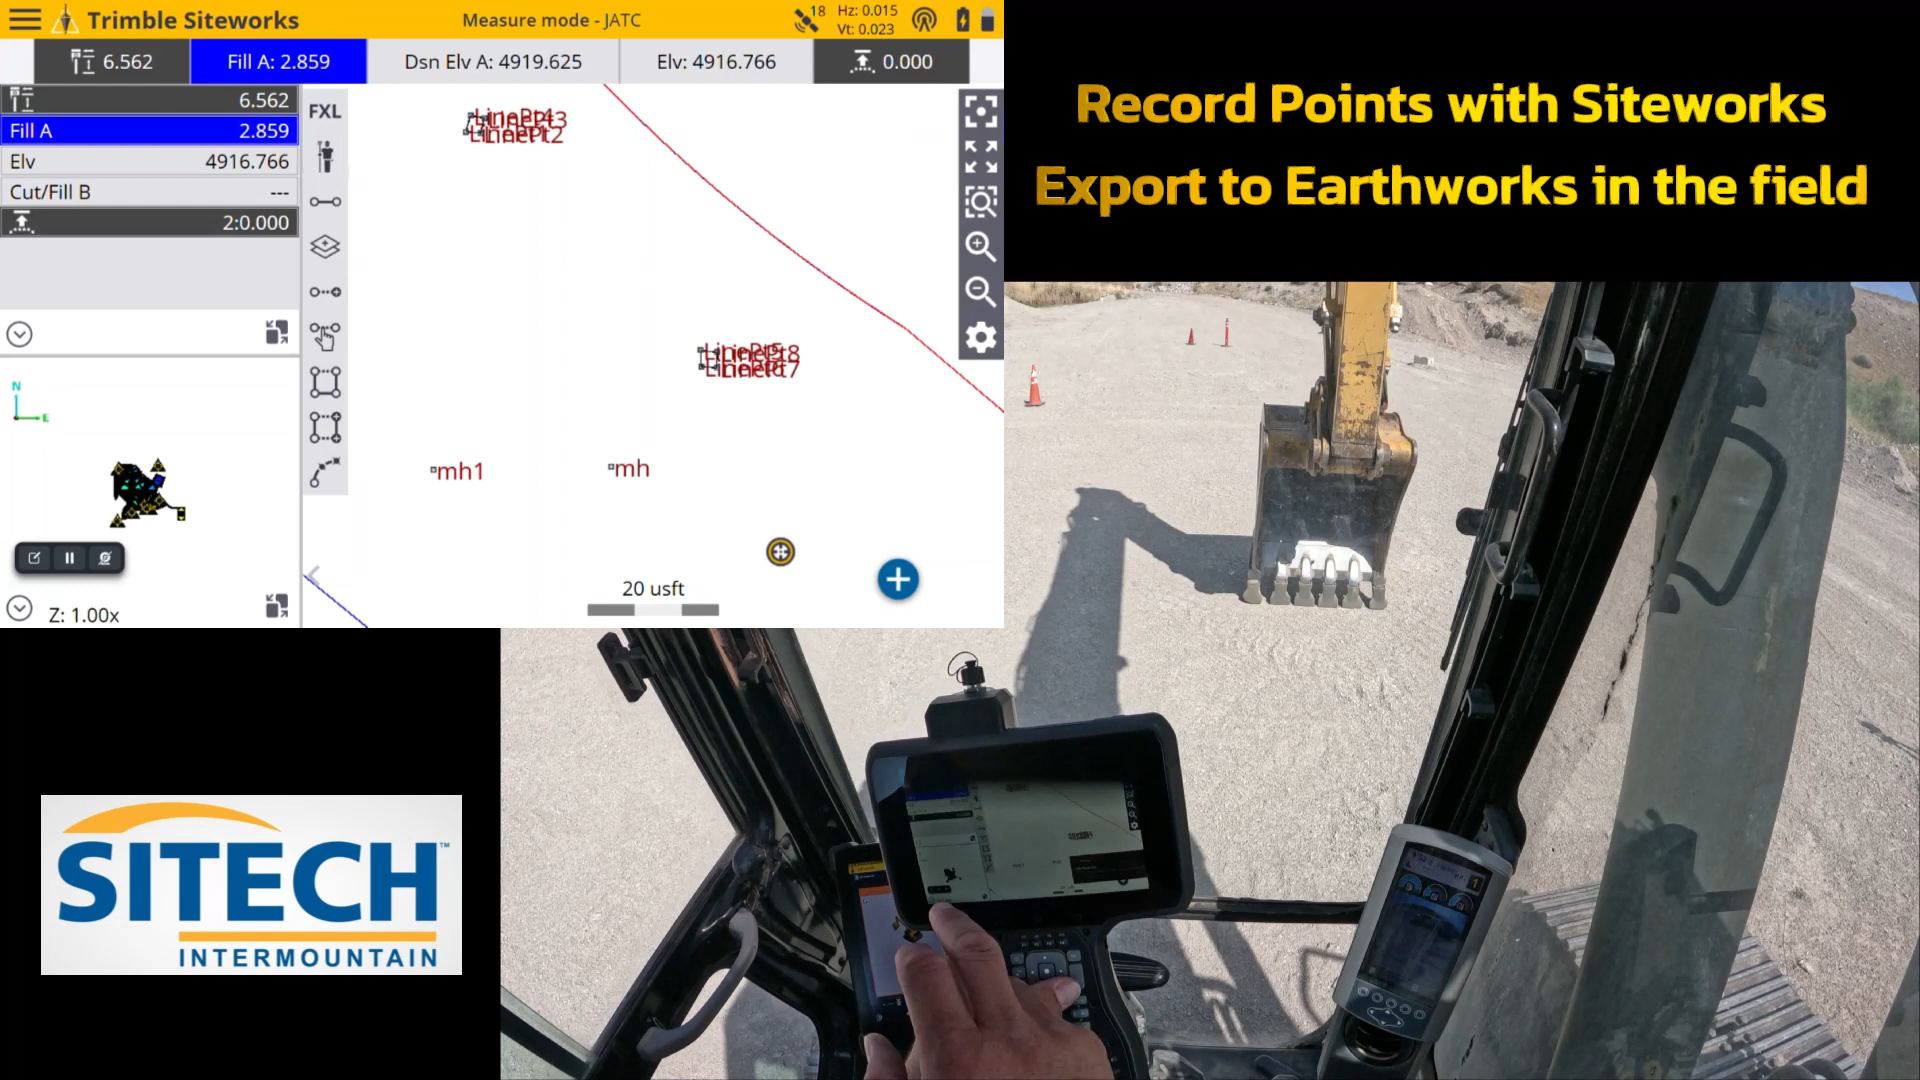 Trimble Siteworks
Measure mode - JATC
18
Hz: 0.015
Vt: 0.023
6.562
Fill A: 2.859
Dsn Elv A: 4919.625
Elv: 4916.766
0.000
6.562
Fill A 2.859
Elv 4916.766
Cut/Fill B ---
2:0.000
FXL
N
E
Z: 1.00x
mh1
mh
20 usft
Record Points with Siteworks
Export to Earthworks in the field
SITECH™
INTERMOUNTAIN
1